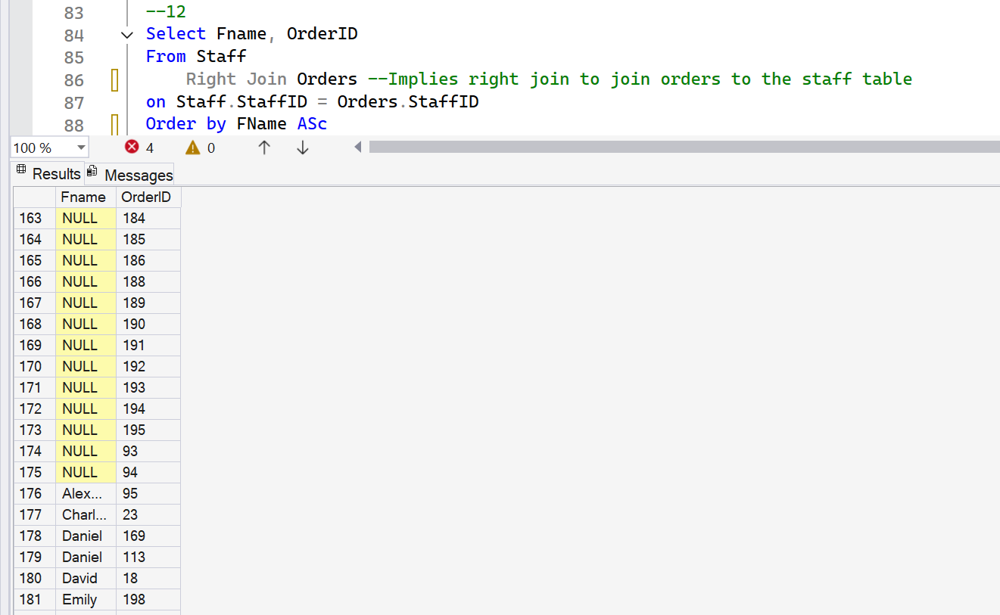 83 --12
84 Select Fname, OrderID
85 From Staff
86 Right Join Orders --Implies right join to join orders to the staff table
87 on Staff.StaffID = Orders.StaffID
88 Order by FName ASc
100 % 4 0
Results Messages
Fname OrderID
163 NULL 184
164 NULL 185
165 NULL 186
166 NULL 188
167 NULL 189
168 NULL 190
169 NULL 191
170 NULL 192
171 NULL 193
172 NULL 194
173 NULL 195
174 NULL 93
175 NULL 94
176 Alex... 95
177 Charl... 23
178 Daniel 169
179 Daniel 113
180 David 18
181 Emily 198